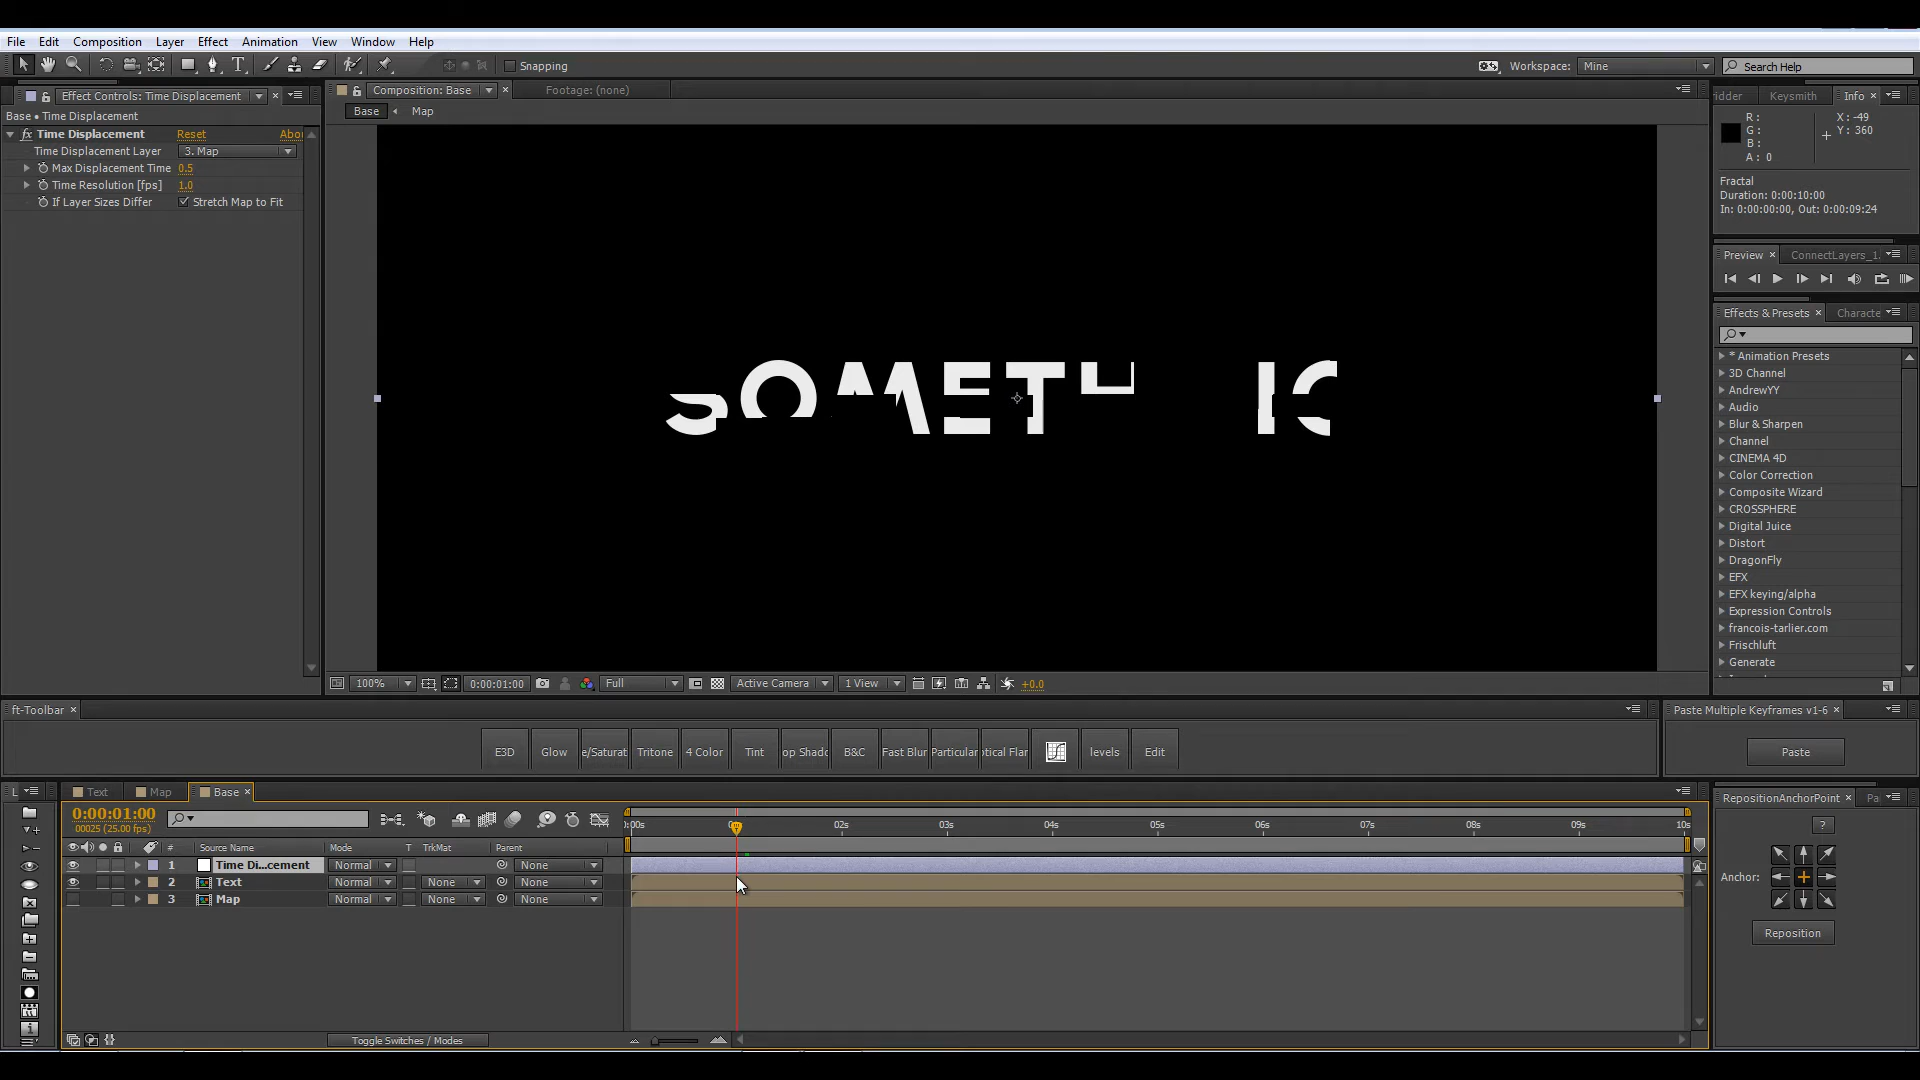 File Edit Composition Layer Effect Animation View Window Help
Snapping
Workspace: Mine
Search Help
Effect Controls: Time Displacement
Base • Time Displacement
fx Time Displacement Reset Abou
Time Displacement Layer 3. Map
Max Displacement Time 0.5
Time Resolution [fps] 1.0
If Layer Sizes Differ Stretch Map to Fit
Composition: Base
Footage: (none)
Base Map
SOMETH
100%
0:00:01:00
Full
Active Camera
1 View
+0.0
ridder Keysmith Info
R :
G :
B :
A : 0
X : -49
Y : 360
Fractal
Duration: 0:00:10:00
In: 0:00:00:00, Out: 0:00:09:24
Preview ConnectLayers_1.
Effects & Presets Characte
* Animation Presets
3D Channel
AndrewYY
Audio
Blur & Sharpen
Channel
CINEMA 4D
Color Correction
Composite Wizard
CROSSPHERE
Digital Juice
Distort
DragonFly
EFX
EFX keying/alpha
Expression Controls
francois-tarlier.com
Frischluft
Generate
ft-Toolbar
E3D Glow e/Saturat Tritone 4 Color Tint op Shado B&C Fast Blur Particular ptical Flar levels Edit
Paste Multiple Keyframes v1-6
Paste
L Text Map Base
0:00:01:00
00025 (25.00 fps)
:00s 02s 03s 04s 05s 06s 07s 08s 09s 10s
# Source Name Mode T TrkMat Parent
1 Time Di...cement Normal None
2 Text Normal None None
3 Map Normal None None
Toggle Switches / Modes
RepositionAnchorPoint Pa
?
Anchor:
Reposition